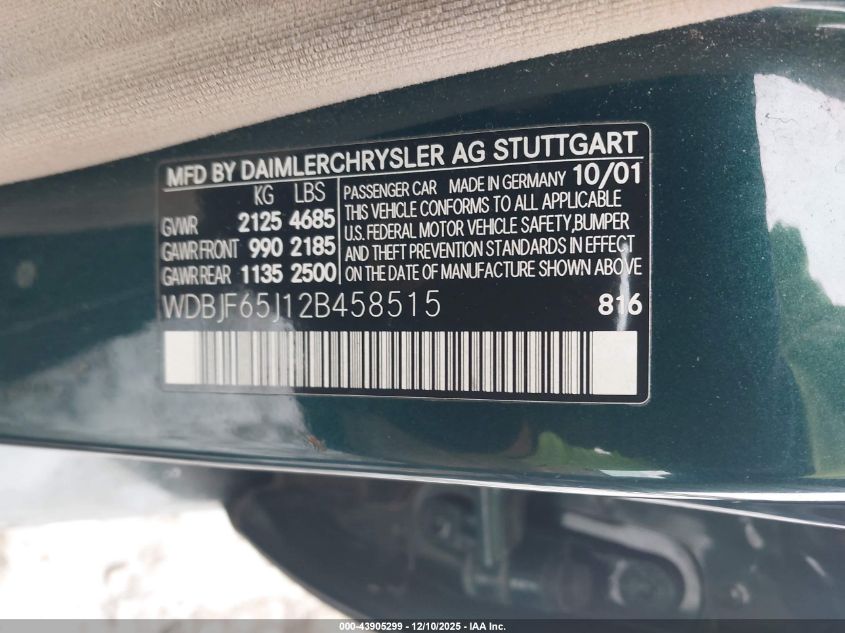 MFD BY DAIMLERCHRYSLER AG STUTTGART
KG LBS
GVWR 2125 4685
GAWR FRONT 990 2185
GAWR REAR 1135 2500
PASSENGER CAR MADE IN GERMANY 10/01
THIS VEHICLE CONFORMS TO ALL APPLICABLE
U.S. FEDERAL MOTOR VEHICLE SAFETY,BUMPER
AND THEFT PREVENTION STANDARDS IN EFFECT
ON THE DATE OF MANUFACTURE SHOWN ABOVE
WDBJF65J12B458515 816
000-43905299 - 12/10/2025 - IAA Inc.